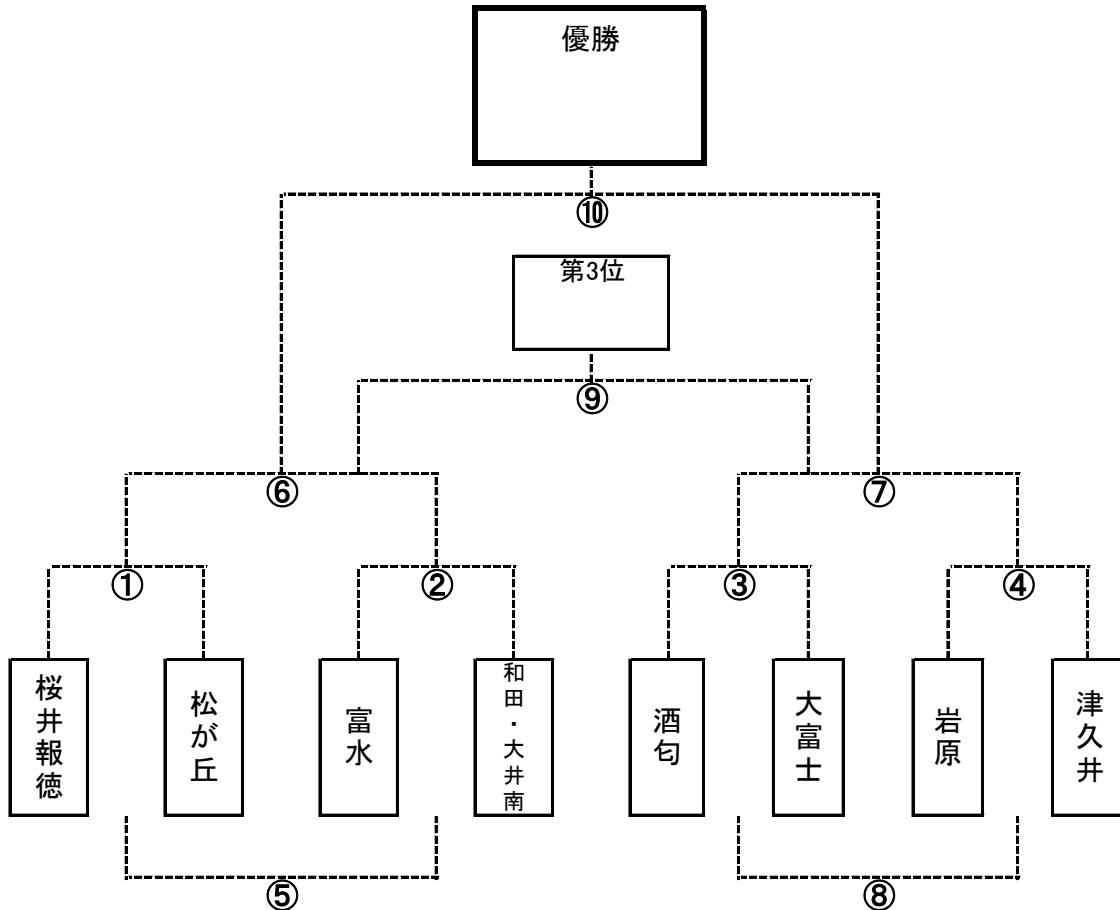 優勝
⑩
第3位
⑨
⑥
⑦
①
②
③
④
桜井報徳
松が丘
富水
和田・大井南
酒匂
大富士
岩原
津久井
⑤
⑧